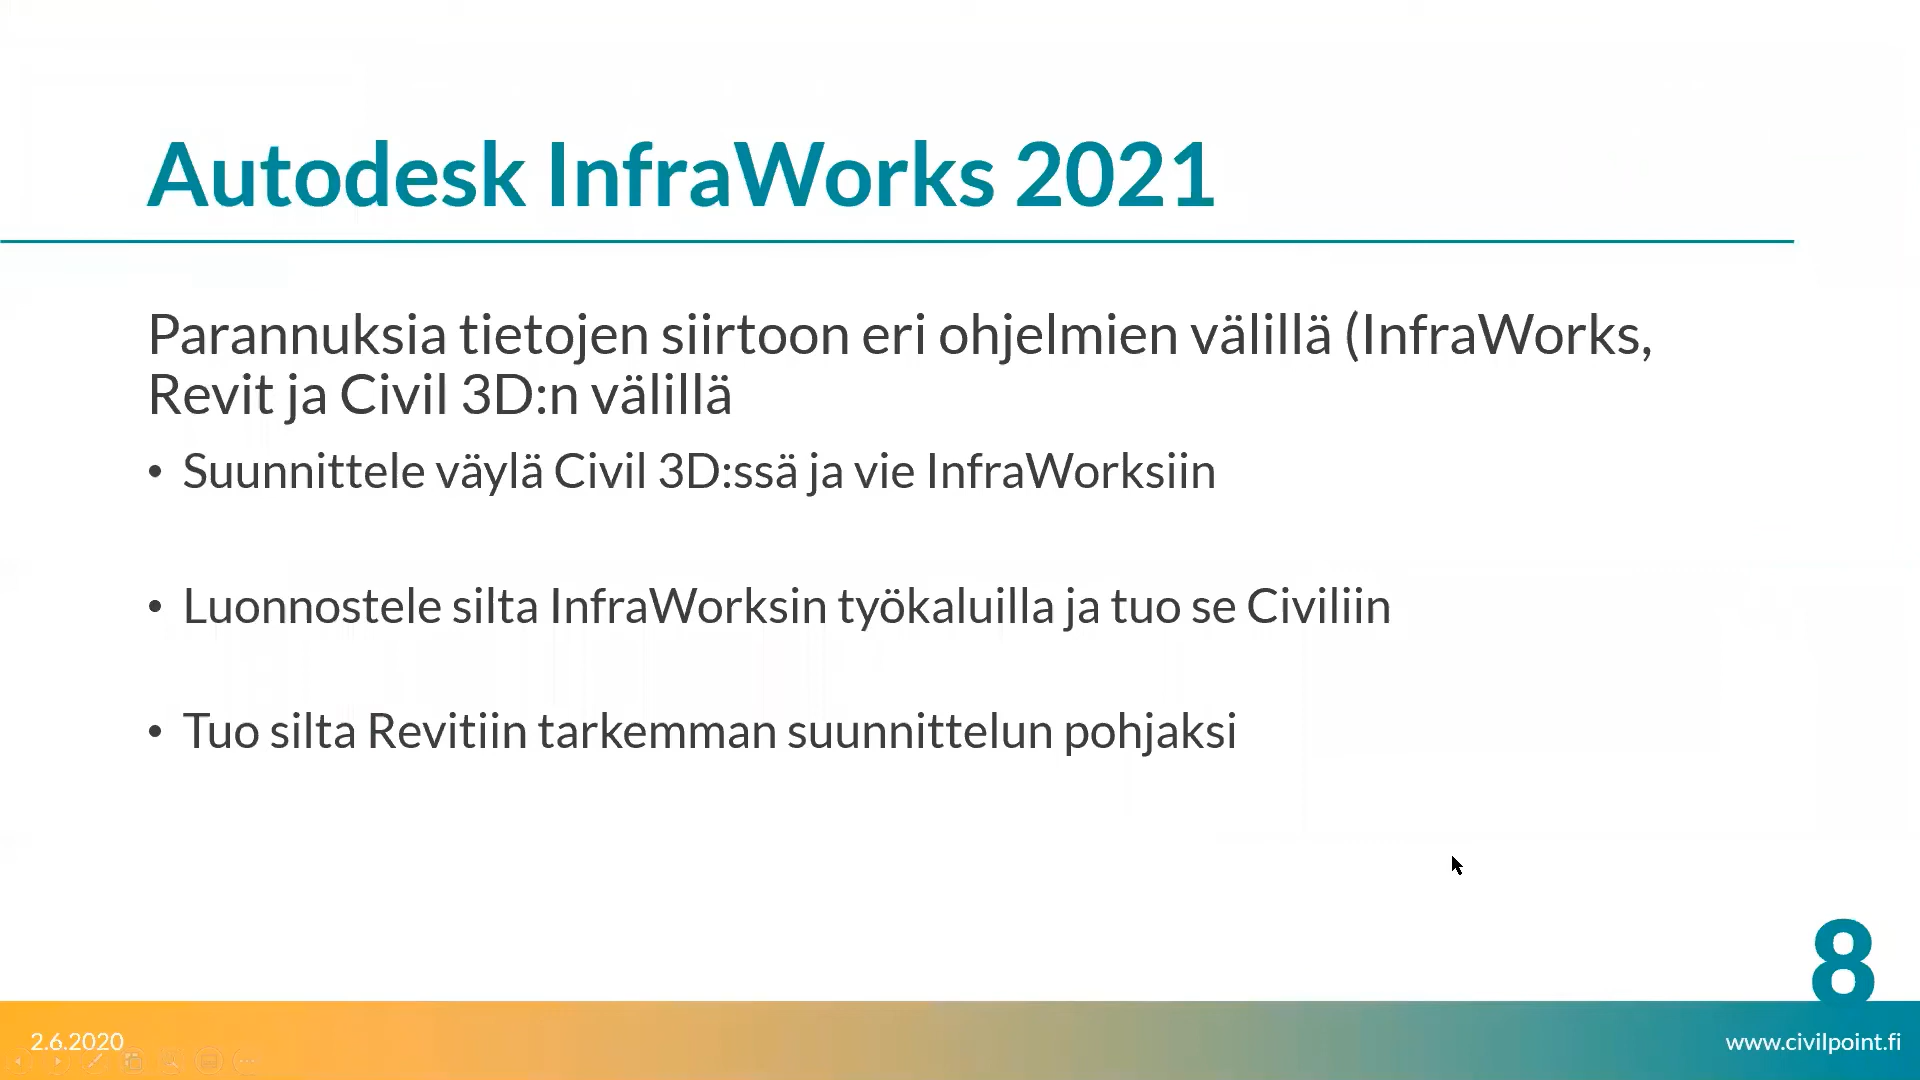 Autodesk InfraWorks 2021
Parannuksia tietojen siirtoon eri ohjelmien välillä (InfraWorks,
Revit ja Civil 3D:n välillä
• Suunnittele väylä Civil 3D:ssä ja vie InfraWorksiin
• Luonnostele silta InfraWorksin työkaluilla ja tuo se Civiliin
• Tuo silta Revitiin tarkemman suunnittelun pohjaksi
8
2.6.2020
www.civilpoint.fi